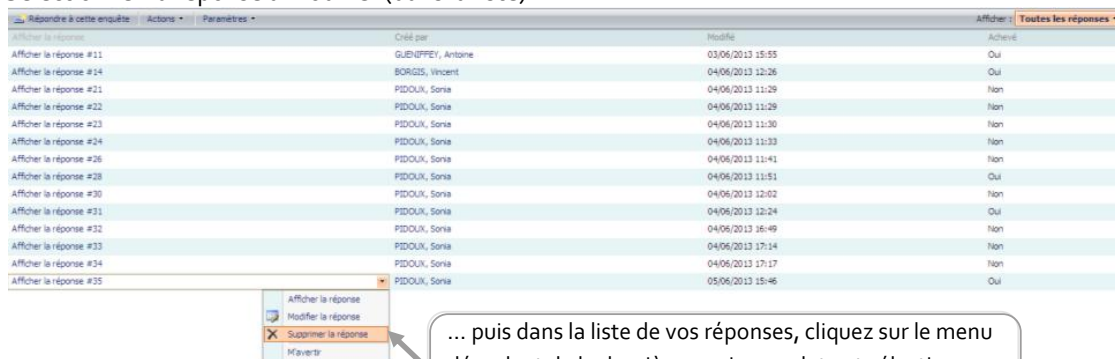 Répondre à cette enquête Actions Paramètres Afficher : Toutes les réponses
Afficher la réponse Créé par Modifié Achevé
Afficher la réponse #11 GUENIFFEY, Antoine 03/06/2013 15:55 Oui
Afficher la réponse #14 BORGIS, Vincent 04/06/2013 12:26 Oui
Afficher la réponse #21 PIDOUX, Sonia 04/06/2013 11:29 Non
Afficher la réponse #22 PIDOUX, Sonia 04/06/2013 11:29 Non
Afficher la réponse #23 PIDOUX, Sonia 04/06/2013 11:30 Non
Afficher la réponse #24 PIDOUX, Sonia 04/06/2013 11:33 Non
Afficher la réponse #26 PIDOUX, Sonia 04/06/2013 11:41 Non
Afficher la réponse #28 PIDOUX, Sonia 04/06/2013 11:51 Oui
Afficher la réponse #30 PIDOUX, Sonia 04/06/2013 12:02 Non
Afficher la réponse #31 PIDOUX, Sonia 04/06/2013 12:24 Oui
Afficher la réponse #32 PIDOUX, Sonia 04/06/2013 16:49 Non
Afficher la réponse #33 PIDOUX, Sonia 04/06/2013 17:14 Non
Afficher la réponse #34 PIDOUX, Sonia 04/06/2013 17:17 Non
Afficher la réponse #35 PIDOUX, Sonia 05/06/2013 15:46 Oui
Afficher la réponse
Modifier la réponse
Supprimer la réponse
M'avertir
... puis dans la liste de vos réponses, cliquez sur le menu